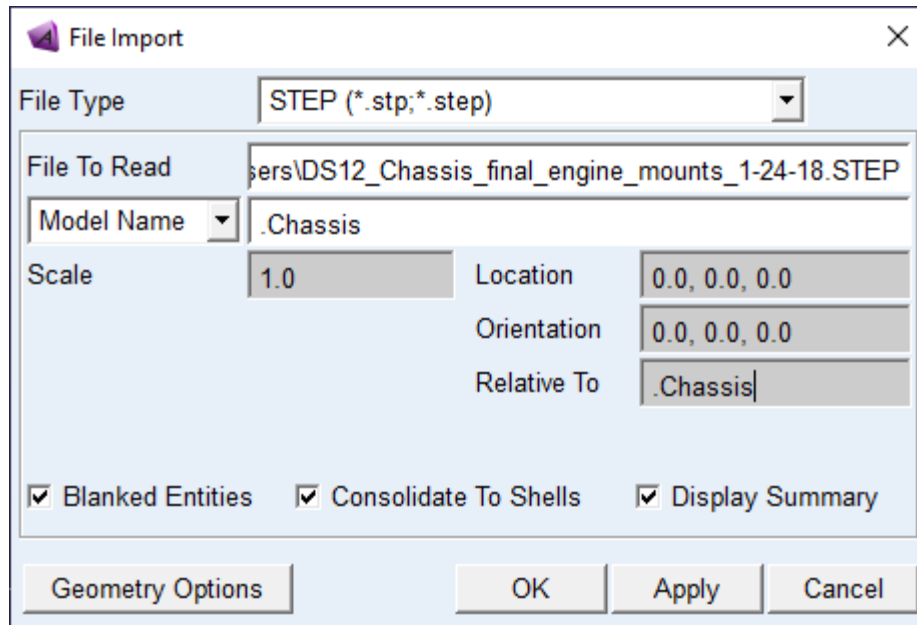 File Import
File Type STEP (*.stp;*.step)
File To Read sers\DS12_Chassis_final_engine_mounts_1-24-18.STEP
Model Name .Chassis
Scale 1.0 Location 0.0, 0.0, 0.0
Orientation 0.0, 0.0, 0.0
Relative To .Chassis
Blanked Entities Consolidate To Shells Display Summary
Geometry Options OK Apply Cancel